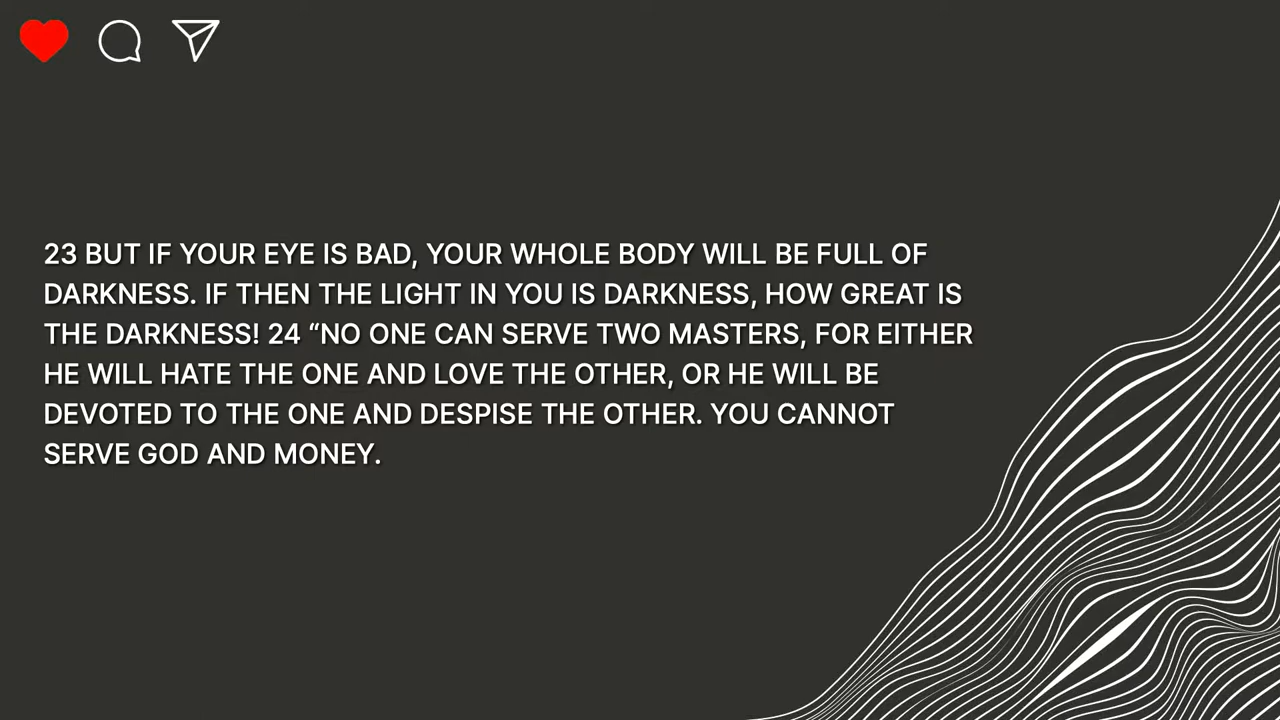 23 BUT IF YOUR EYE IS BAD, YOUR WHOLE BODY WILL BE FULL OF
DARKNESS. IF THEN THE LIGHT IN YOU IS DARKNESS, HOW GREAT IS
THE DARKNESS! 24 “NO ONE CAN SERVE TWO MASTERS, FOR EITHER
HE WILL HATE THE ONE AND LOVE THE OTHER, OR HE WILL BE
DEVOTED TO THE ONE AND DESPISE THE OTHER. YOU CANNOT
SERVE GOD AND MONEY.